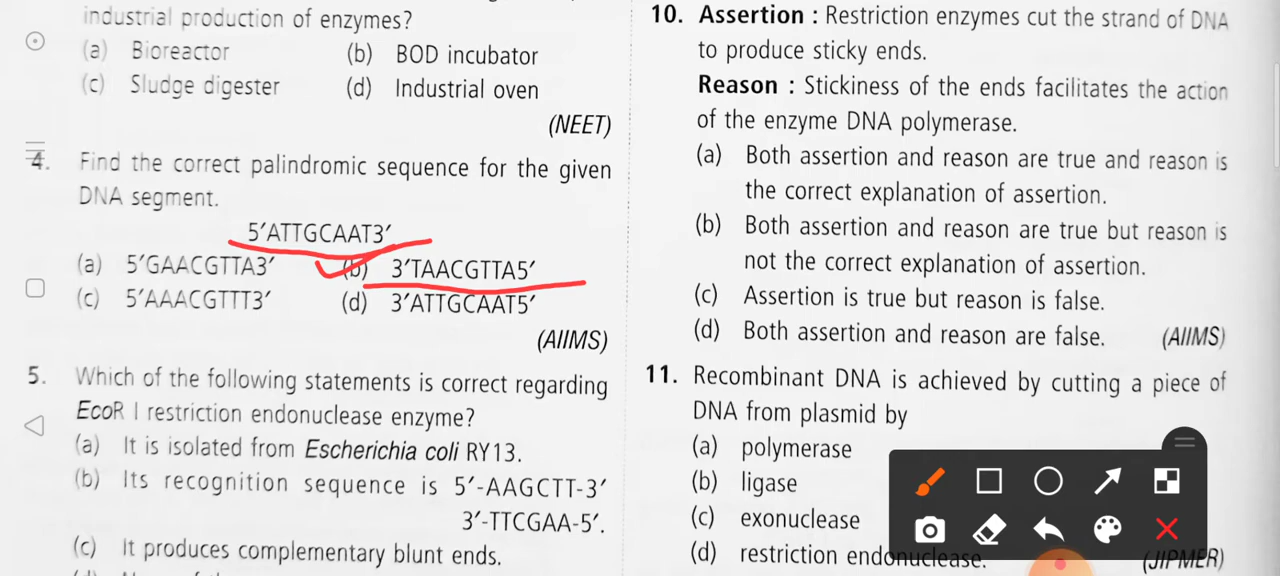 industrial production of enzymes?
(a) Bioreactor (b) BOD incubator
(c) Sludge digester (d) Industrial oven
(NEET)
4. Find the correct palindromic sequence for the given
DNA segment.
5′ATTGCAAT3′
(a) 5′GAACGTTA3′ (b) 3′TAACGTTA5′
(c) 5′AAACGTTT3′ (d) 3′ATTGCAAT5′
(AIIMS)
5. Which of the following statements is correct regarding
EcoR I restriction endonuclease enzyme?
(a) It is isolated from Escherichia coli RY13.
(b) Its recognition sequence is 5′-AAGCTT-3′
3′-TTCGAA-5′.
(c) It produces complementary blunt ends.
10. Assertion : Restriction enzymes cut the strand of DNA
to produce sticky ends.
Reason : Stickiness of the ends facilitates the action
of the enzyme DNA polymerase.
(a) Both assertion and reason are true and reason is
the correct explanation of assertion.
(b) Both assertion and reason are true but reason is
not the correct explanation of assertion.
(c) Assertion is true but reason is false.
(d) Both assertion and reason are false. (AIIMS)
11. Recombinant DNA is achieved by cutting a piece of
DNA from plasmid by
(a) polymerase
(b) ligase
(c) exonuclease
(d) restriction endonuclease. (JIPMER)